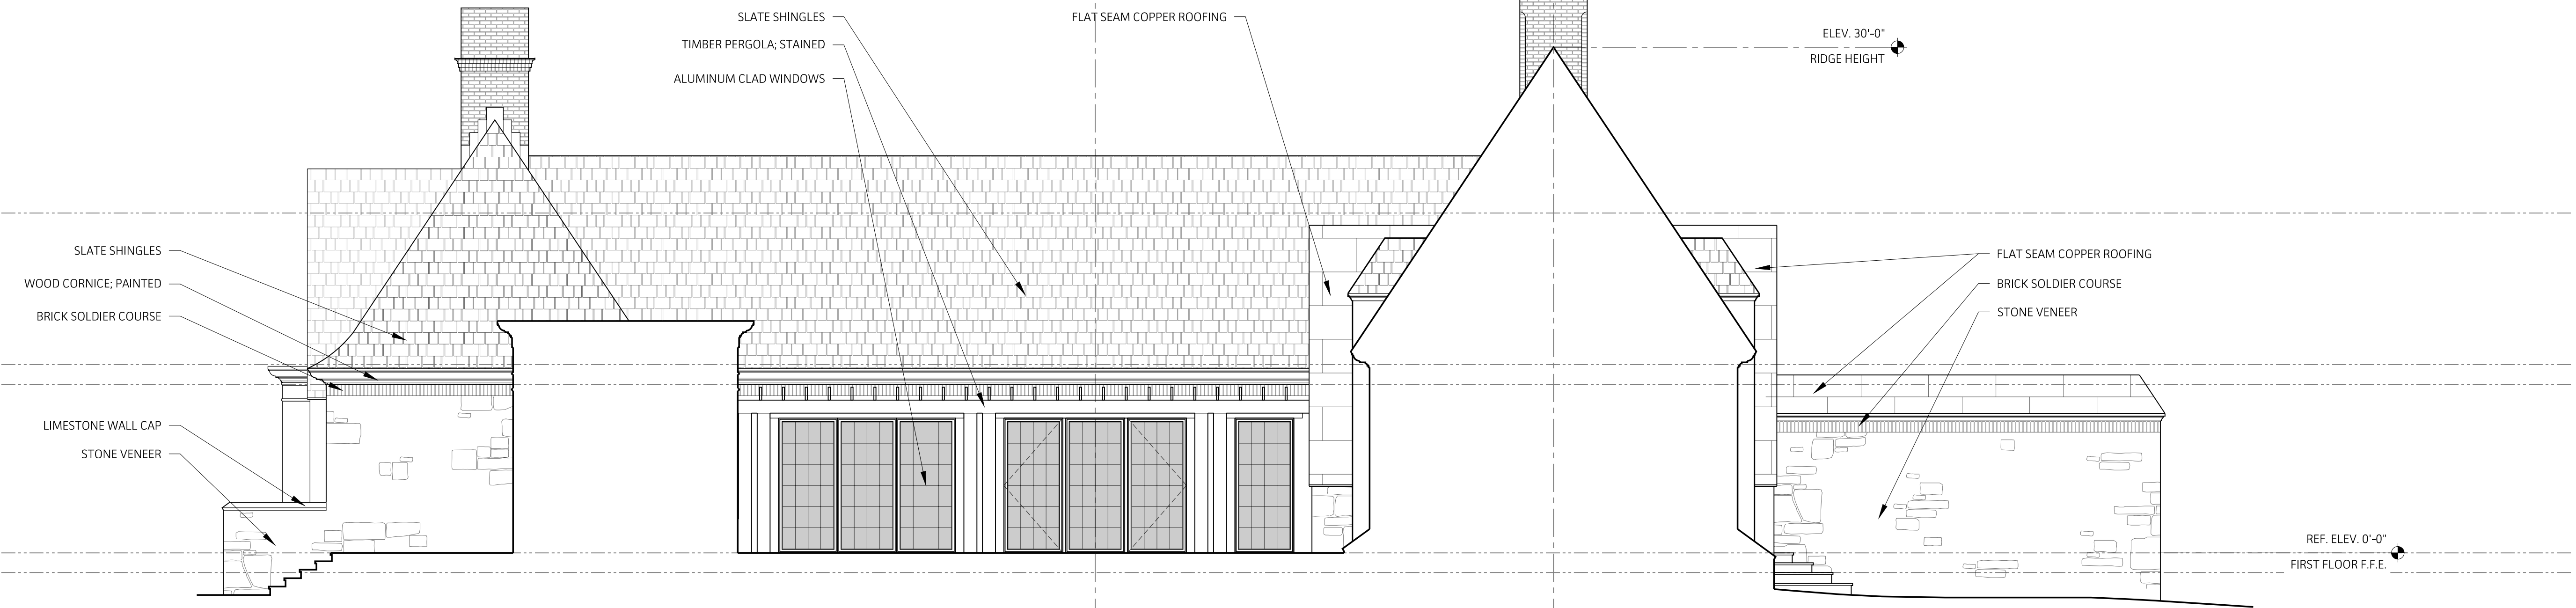 SLATE SHINGLES
TIMBER PERGOLA; STAINED
ALUMINUM CLAD WINDOWS
FLAT SEAM COPPER ROOFING
ELEV. 30'-0"
RIDGE HEIGHT
SLATE SHINGLES
WOOD CORNICE; PAINTED
BRICK SOLDIER COURSE
LIMESTONE WALL CAP
STONE VENEER
FLAT SEAM COPPER ROOFING
BRICK SOLDIER COURSE
STONE VENEER
REF. ELEV. 0'-0"
FIRST FLOOR F.F.E.